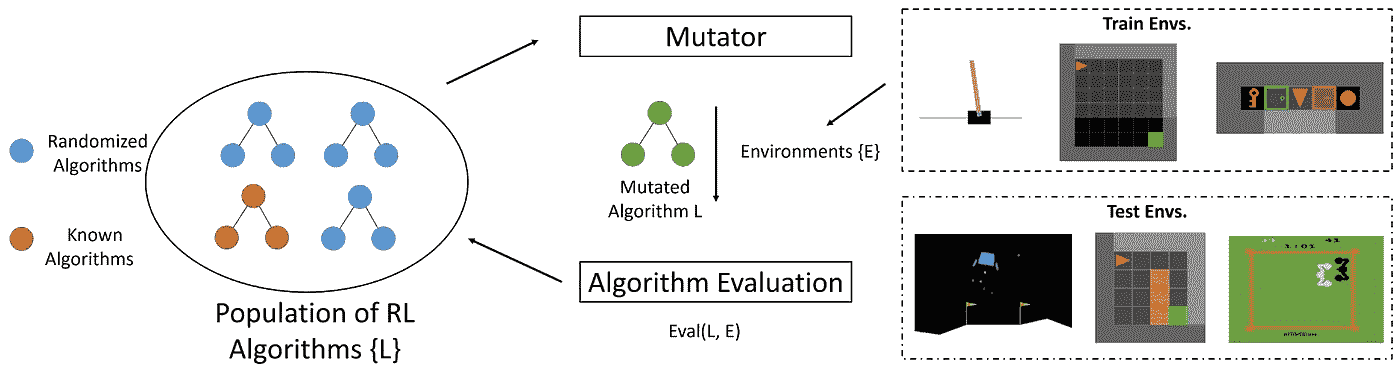 Randomized
Algorithms
Known
Algorithms
Population of RL
Algorithms {L}
Mutator
Mutated
Algorithm L
Environments {E}
Algorithm Evaluation
Eval(L, E)
Train Envs.
Test Envs.